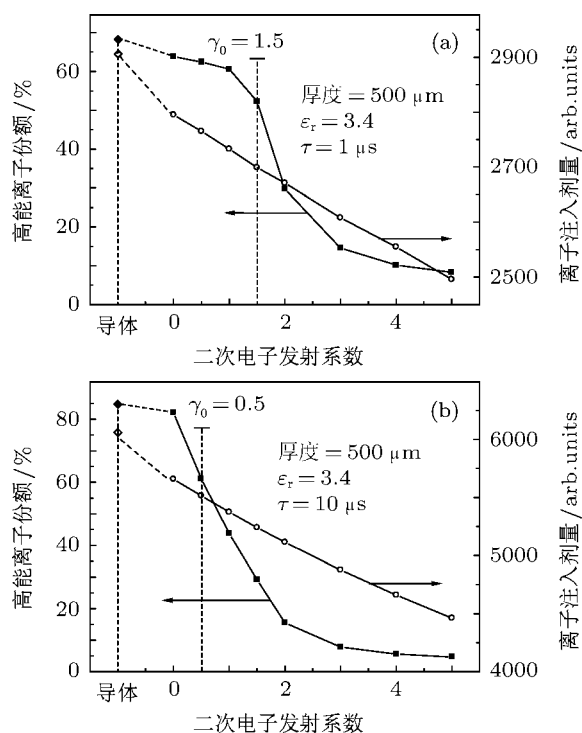 (a)
γ₀ = 1.5
厚度 = 500 μm
εᵣ = 3.4
τ = 1 μs
高能离子份额/%
60
40
20
0
离子注入剂量/arb.units
2900
2700
2500
导体 0 2 4
二次电子发射系数
(b)
γ₀ = 0.5
厚度 = 500 μm
εᵣ = 3.4
τ = 10 μs
高能离子份额/%
80
60
40
20
0
离子注入剂量/arb.units
6000
5000
4000
导体 0 2 4
二次电子发射系数